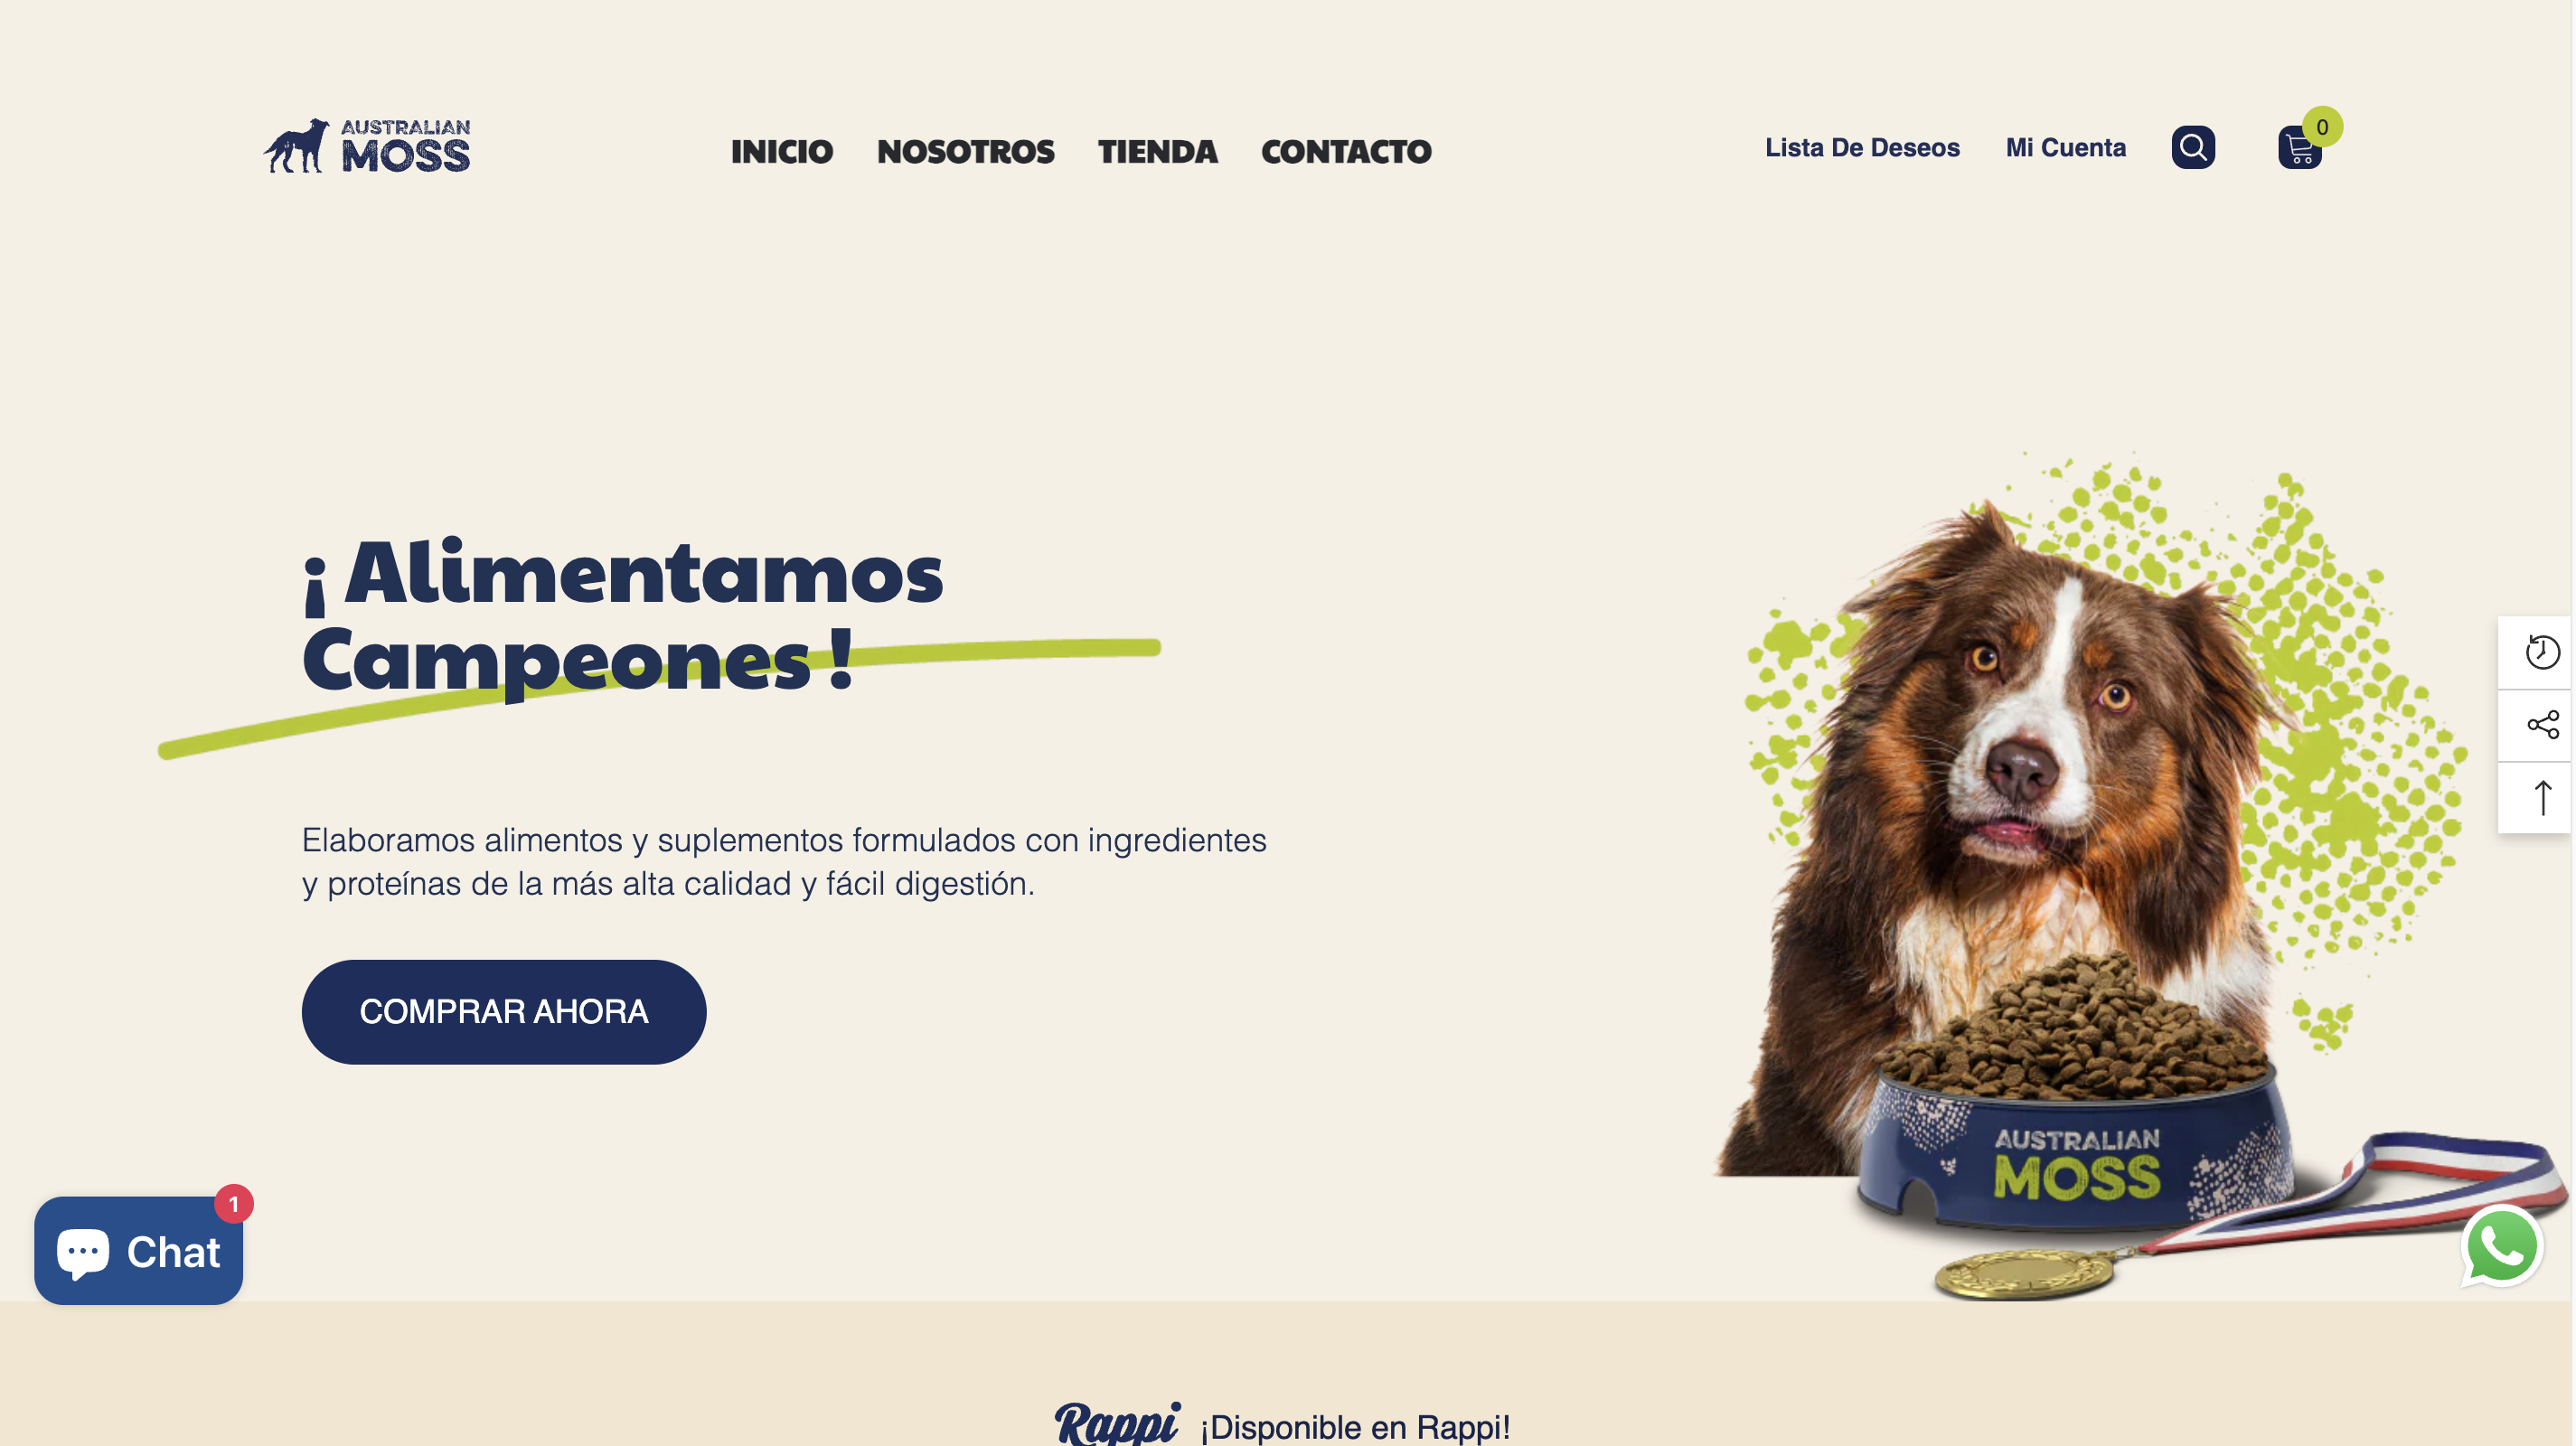 AUSTRALIAN
MOSS
INICIO NOSOTROS TIENDA CONTACTO
Lista De Deseos Mi Cuenta
0
¡ Alimentamos
Campeones !
Elaboramos alimentos y suplementos formulados con ingredientes
y proteínas de la más alta calidad y fácil digestión.
COMPRAR AHORA
AUSTRALIAN
MOSS
1
Chat
Rappi ¡Disponible en Rappi!